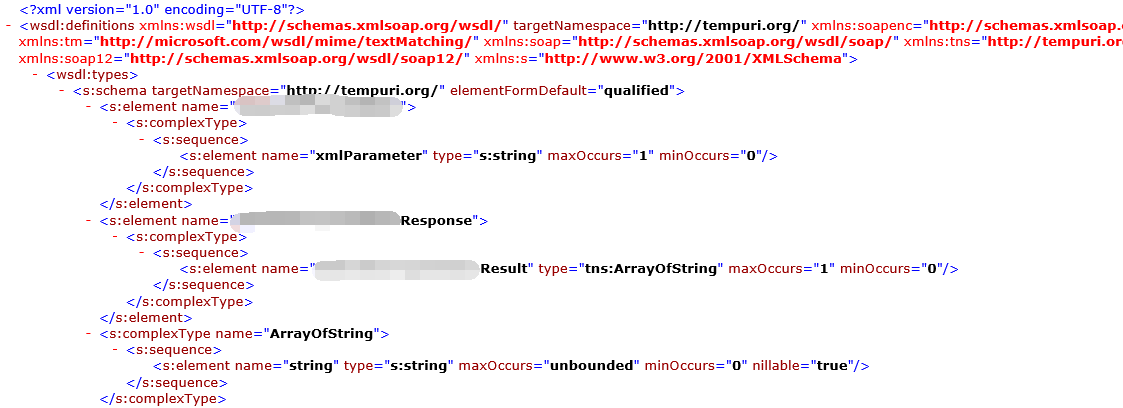 <?xml version="1.0" encoding="UTF-8"?>
- <wsdl:definitions xmlns:wsdl="http://schemas.xmlsoap.org/wsdl/" targetNamespace="http://tempuri.org/" xmlns:soapenc="http://schemas.xmlsoap.
xmlns:tm="http://microsoft.com/wsdl/mime/textMatching/" xmlns:soap="http://schemas.xmlsoap.org/wsdl/soap/" xmlns:tns="http://tempuri.or
xmlns:soap12="http://schemas.xmlsoap.org/wsdl/soap12/" xmlns:s="http://www.w3.org/2001/XMLSchema">
- <wsdl:types>
- <s:schema targetNamespace="http://tempuri.org/" elementFormDefault="qualified">
- <s:element name="">
- <s:complexType>
- <s:sequence>
<s:element name="xmlParameter" type="s:string" maxOccurs="1" minOccurs="0"/>
</s:sequence>
</s:complexType>
</s:element>
- <s:element name="Response">
- <s:complexType>
- <s:sequence>
<s:element name="Result" type="tns:ArrayOfString" maxOccurs="1" minOccurs="0"/>
</s:sequence>
</s:complexType>
</s:element>
- <s:complexType name="ArrayOfString">
- <s:sequence>
<s:element name="string" type="s:string" maxOccurs="unbounded" minOccurs="0" nillable="true"/>
</s:sequence>
</s:complexType>